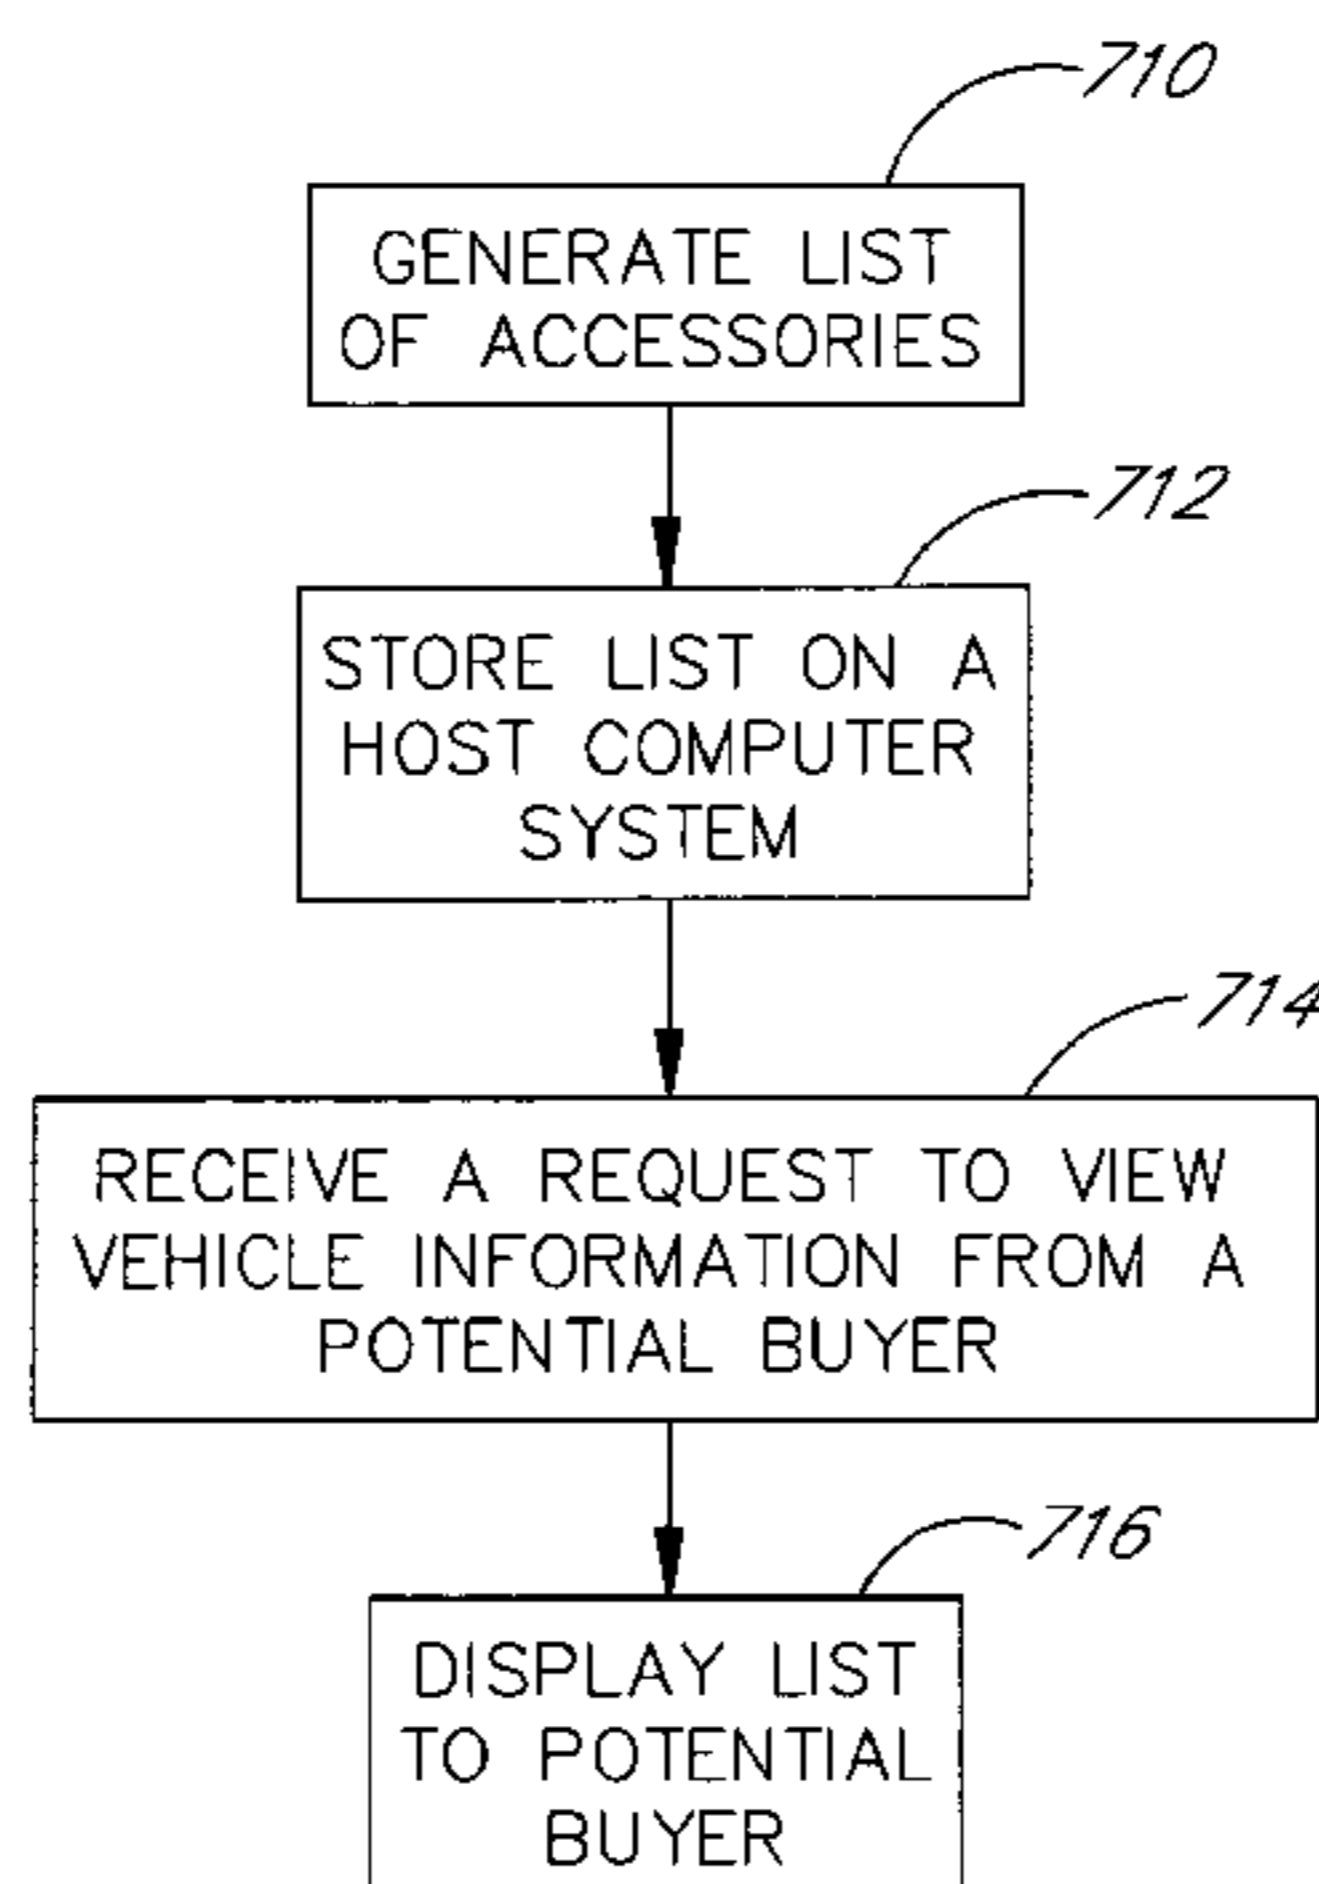 710
GENERATE LIST
OF ACCESSORIES
712
STORE LIST ON A
HOST COMPUTER
SYSTEM
714
RECEIVE A REQUEST TO VIEW
VEHICLE INFORMATION FROM A
POTENTIAL BUYER
716
DISPLAY LIST
TO POTENTIAL
BUYER